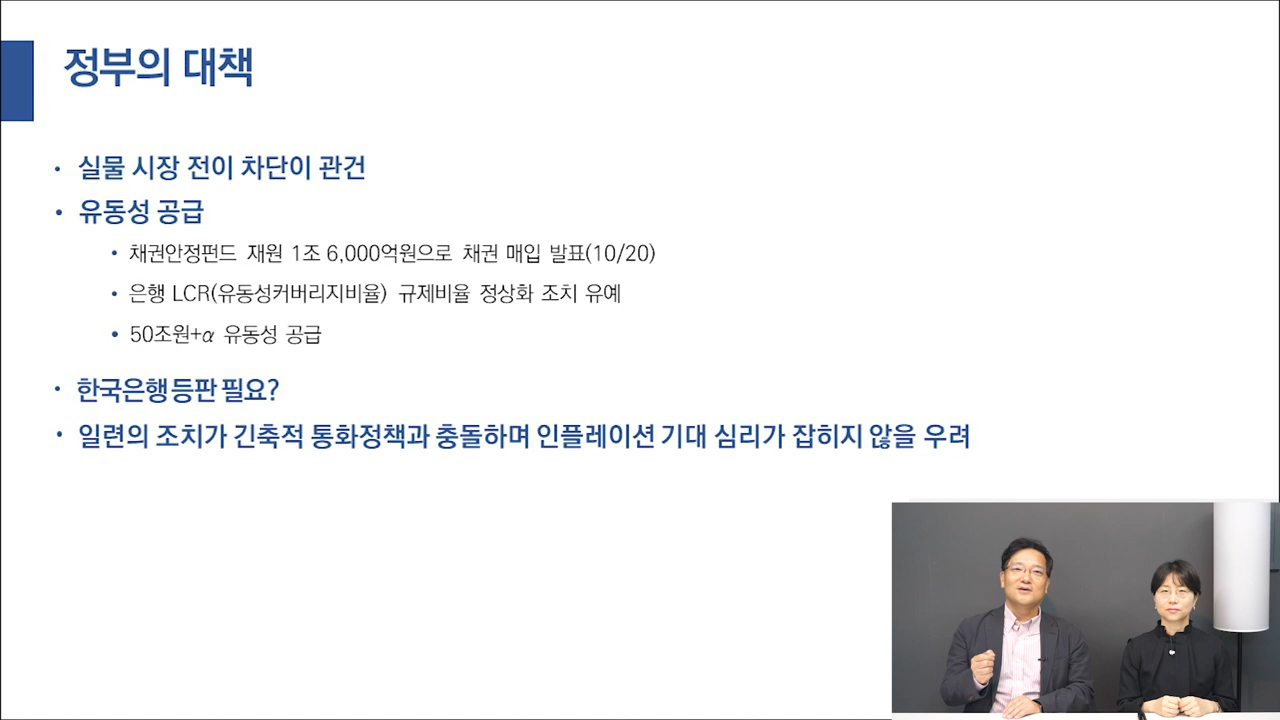 정부의 대책
• 실물 시장 전이 차단이 관건
• 유동성 공급
• 채권안정펀드 재원 1조 6,000억원으로 채권 매입 발표(10/20)
• 은행 LCR(유동성커버리지비율) 규제비율 정상화 조치 유예
• 50조원+α 유동성 공급
• 한국은행 등판 필요?
• 일련의 조치가 긴축적 통화정책과 충돌하며 인플레이션 기대 심리가 잡히지 않을 우려